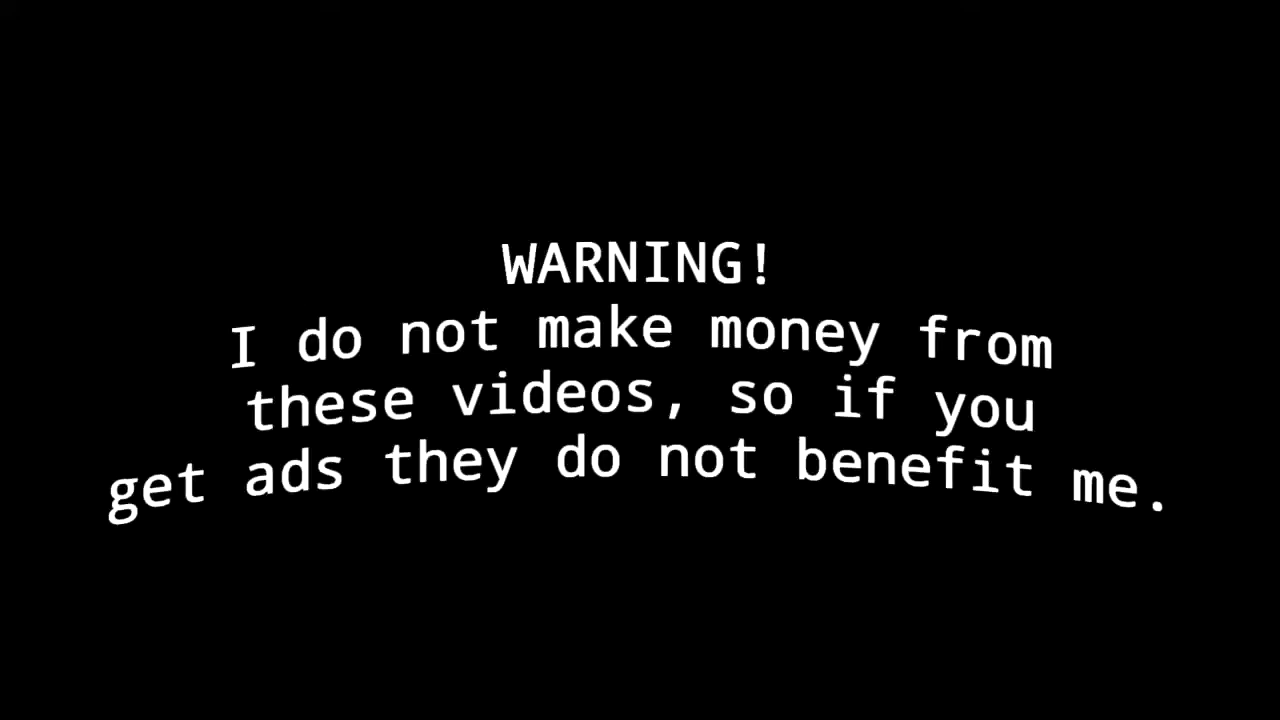 WARNING!
I do not make money from
these videos, so if you
get ads they do not benefit me.